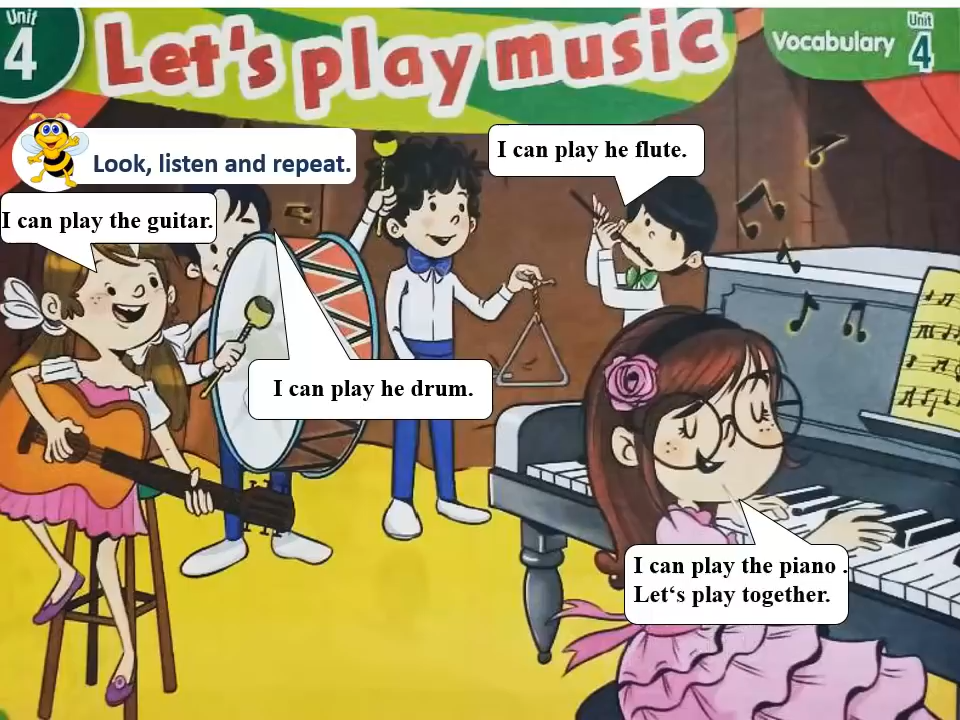 Unit
4
Let's play music
Vocabulary
Unit
4
Look, listen and repeat.
I can play he flute.
I can play the guitar.
I can play he drum.
I can play the piano .
Let‘s play together.